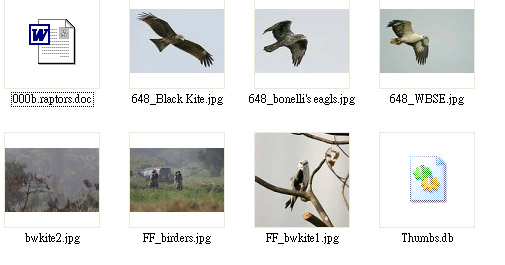 000b.raptors.doc
648_Black Kite.jpg
648_bonelli's eagls.jpg
648_WBSE.jpg
bwkite2.jpg
FF_birders.jpg
FF_bwkite1.jpg
Thumbs.db